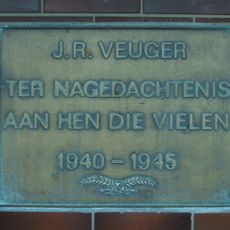 J.R. VEUGER
TER NAGEDACHTENIS
AAN HEN DIE VIELEN
1940 - 1945